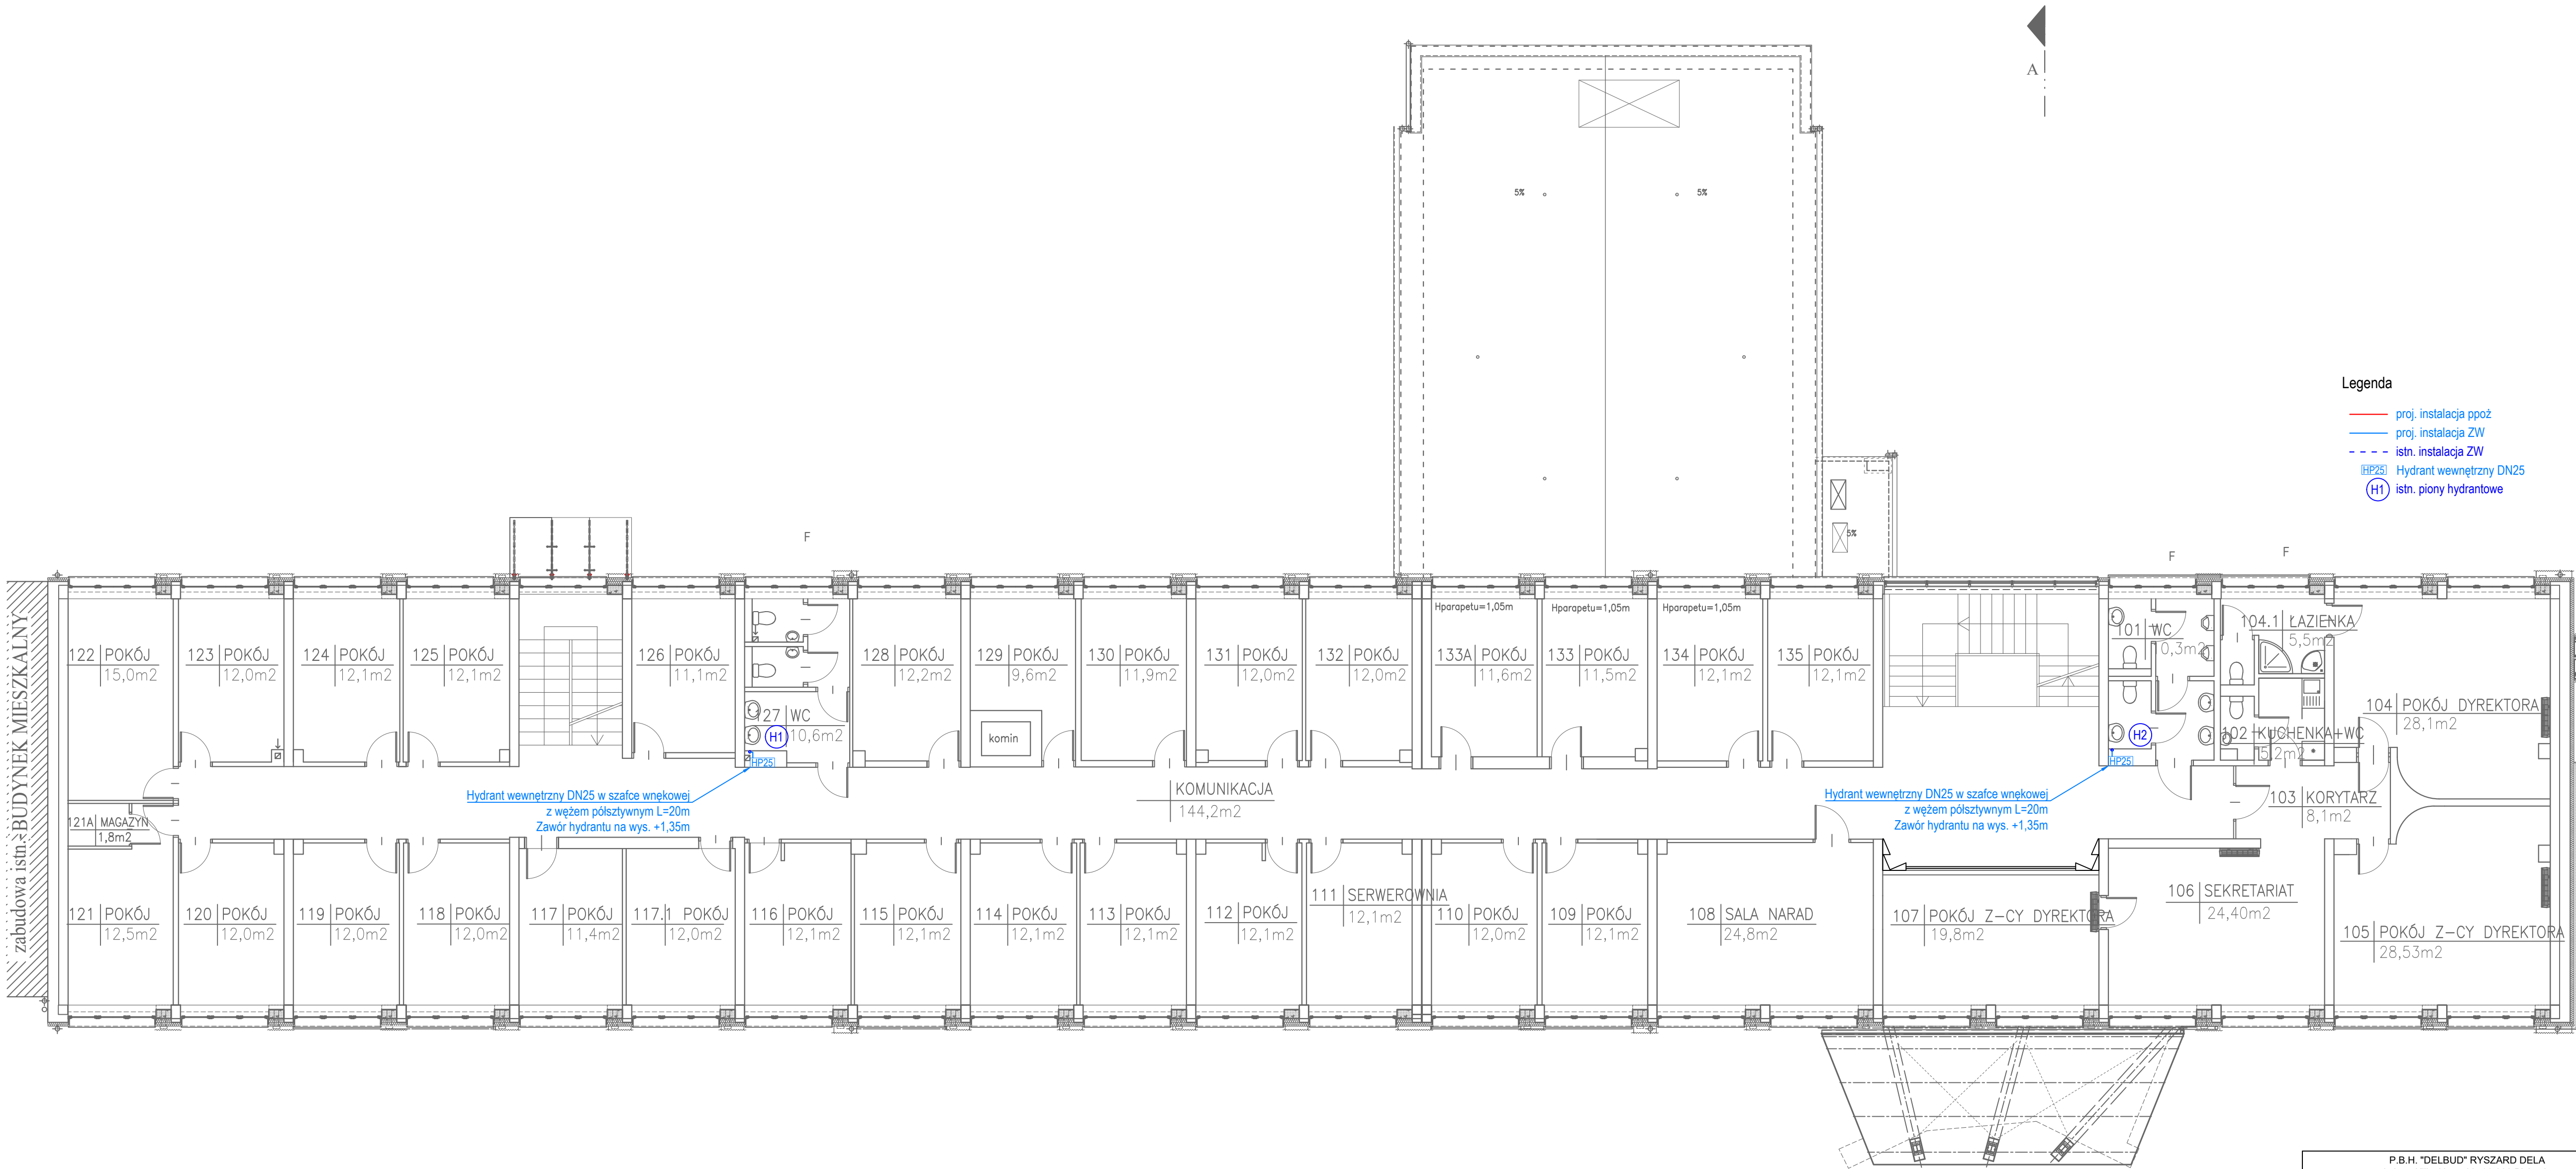 A
5%
5%
Legenda
proj. instalacja ppoż
proj. instalacja ZW
istn. instalacja ZW
HP25 Hydrant wewnętrzny DN25
H1 istn. piony hydrantowe
5%
F
F
F
zabudowa istn.-BUDYNEK MIESZKALNY
122 POKÓJ
15,0m2
123 POKÓJ
12,0m2
124 POKÓJ
12,1m2
125 POKÓJ
12,1m2
126 POKÓJ
11,1m2
127 WC
10,6m2
H1
HP25
128 POKÓJ
12,2m2
129 POKÓJ
9,6m2
komin
130 POKÓJ
11,9m2
131 POKÓJ
12,0m2
132 POKÓJ
12,0m2
Hparapetu=1,05m
133A POKÓJ
11,6m2
Hparapetu=1,05m
133 POKÓJ
11,5m2
Hparapetu=1,05m
134 POKÓJ
12,1m2
135 POKÓJ
12,1m2
101 WC
10,3m2
H2
HP25
104.1 ŁAZIENKA
5,5m2
102 KUCHENKA+WC
15,2m2
104 POKÓJ DYREKTORA
28,1m2
Hydrant wewnętrzny DN25 w szafce wnękowej
z wężem półsztywnym L=20m
Zawór hydrantu na wys. +1,35m
KOMUNIKACJA
144,2m2
Hydrant wewnętrzny DN25 w szafce wnękowej
z wężem półsztywnym L=20m
Zawór hydrantu na wys. +1,35m
103 KORYTARZ
8,1m2
121A MAGAZYN
1,8m2
121 POKÓJ
12,5m2
120 POKÓJ
12,0m2
119 POKÓJ
12,0m2
118 POKÓJ
12,0m2
117 POKÓJ
11,4m2
117.1 POKÓJ
12,0m2
116 POKÓJ
12,1m2
115 POKÓJ
12,1m2
114 POKÓJ
12,1m2
113 POKÓJ
12,1m2
112 POKÓJ
12,1m2
111 SERWEROWNIA
12,1m2
110 POKÓJ
12,0m2
109 POKÓJ
12,1m2
108 SALA NARAD
24,8m2
107 POKÓJ Z-CY DYREKTORA
19,8m2
106 SEKRETARIAT
24,40m2
105 POKÓJ Z-CY DYREKTORA
28,53m2
P.B.H. "DELBUD" RYSZARD DELA